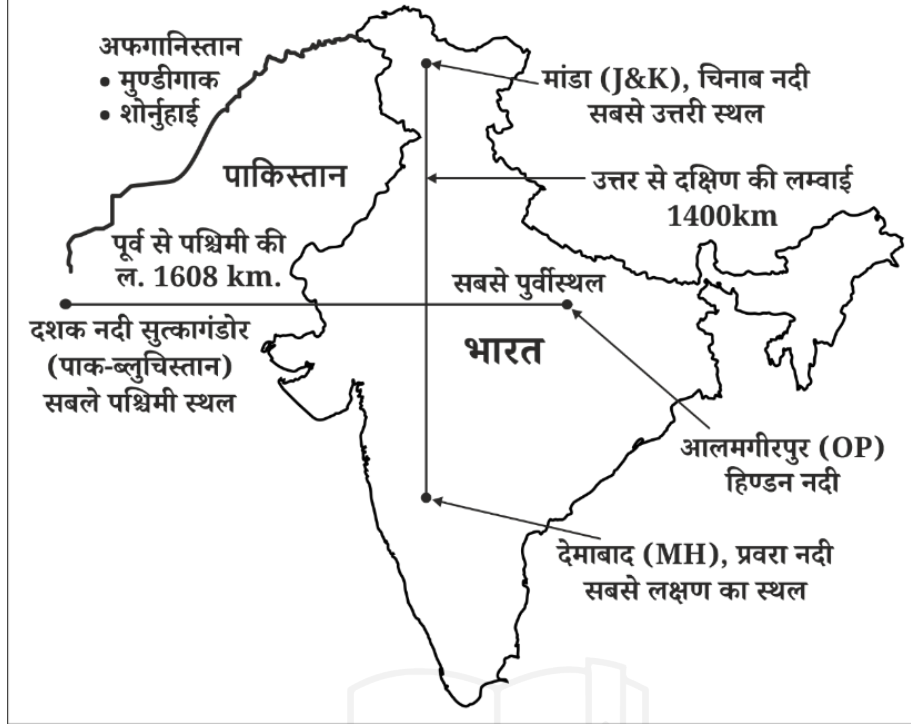 अफगानिस्तान
• मुण्डीगाक
• शोर्नुहाई
मांडा (J&K), चिनाब नदी
सबसे उत्तरी स्थल
पाकिस्तान
उत्तर से दक्षिण की लम्वाई
1400km
पूर्व से पश्चिमी की
ल. 1608 km.
सबसे पुर्वीस्थल
दशक नदी सुत्कागंडोर
(पाक-ब्लुचिस्तान)
सबले पश्चिमी स्थल
भारत
आलमगीरपुर (OP)
हिण्डन नदी
देमाबाद (MH), प्रवरा नदी
सबसे लक्षण का स्थल